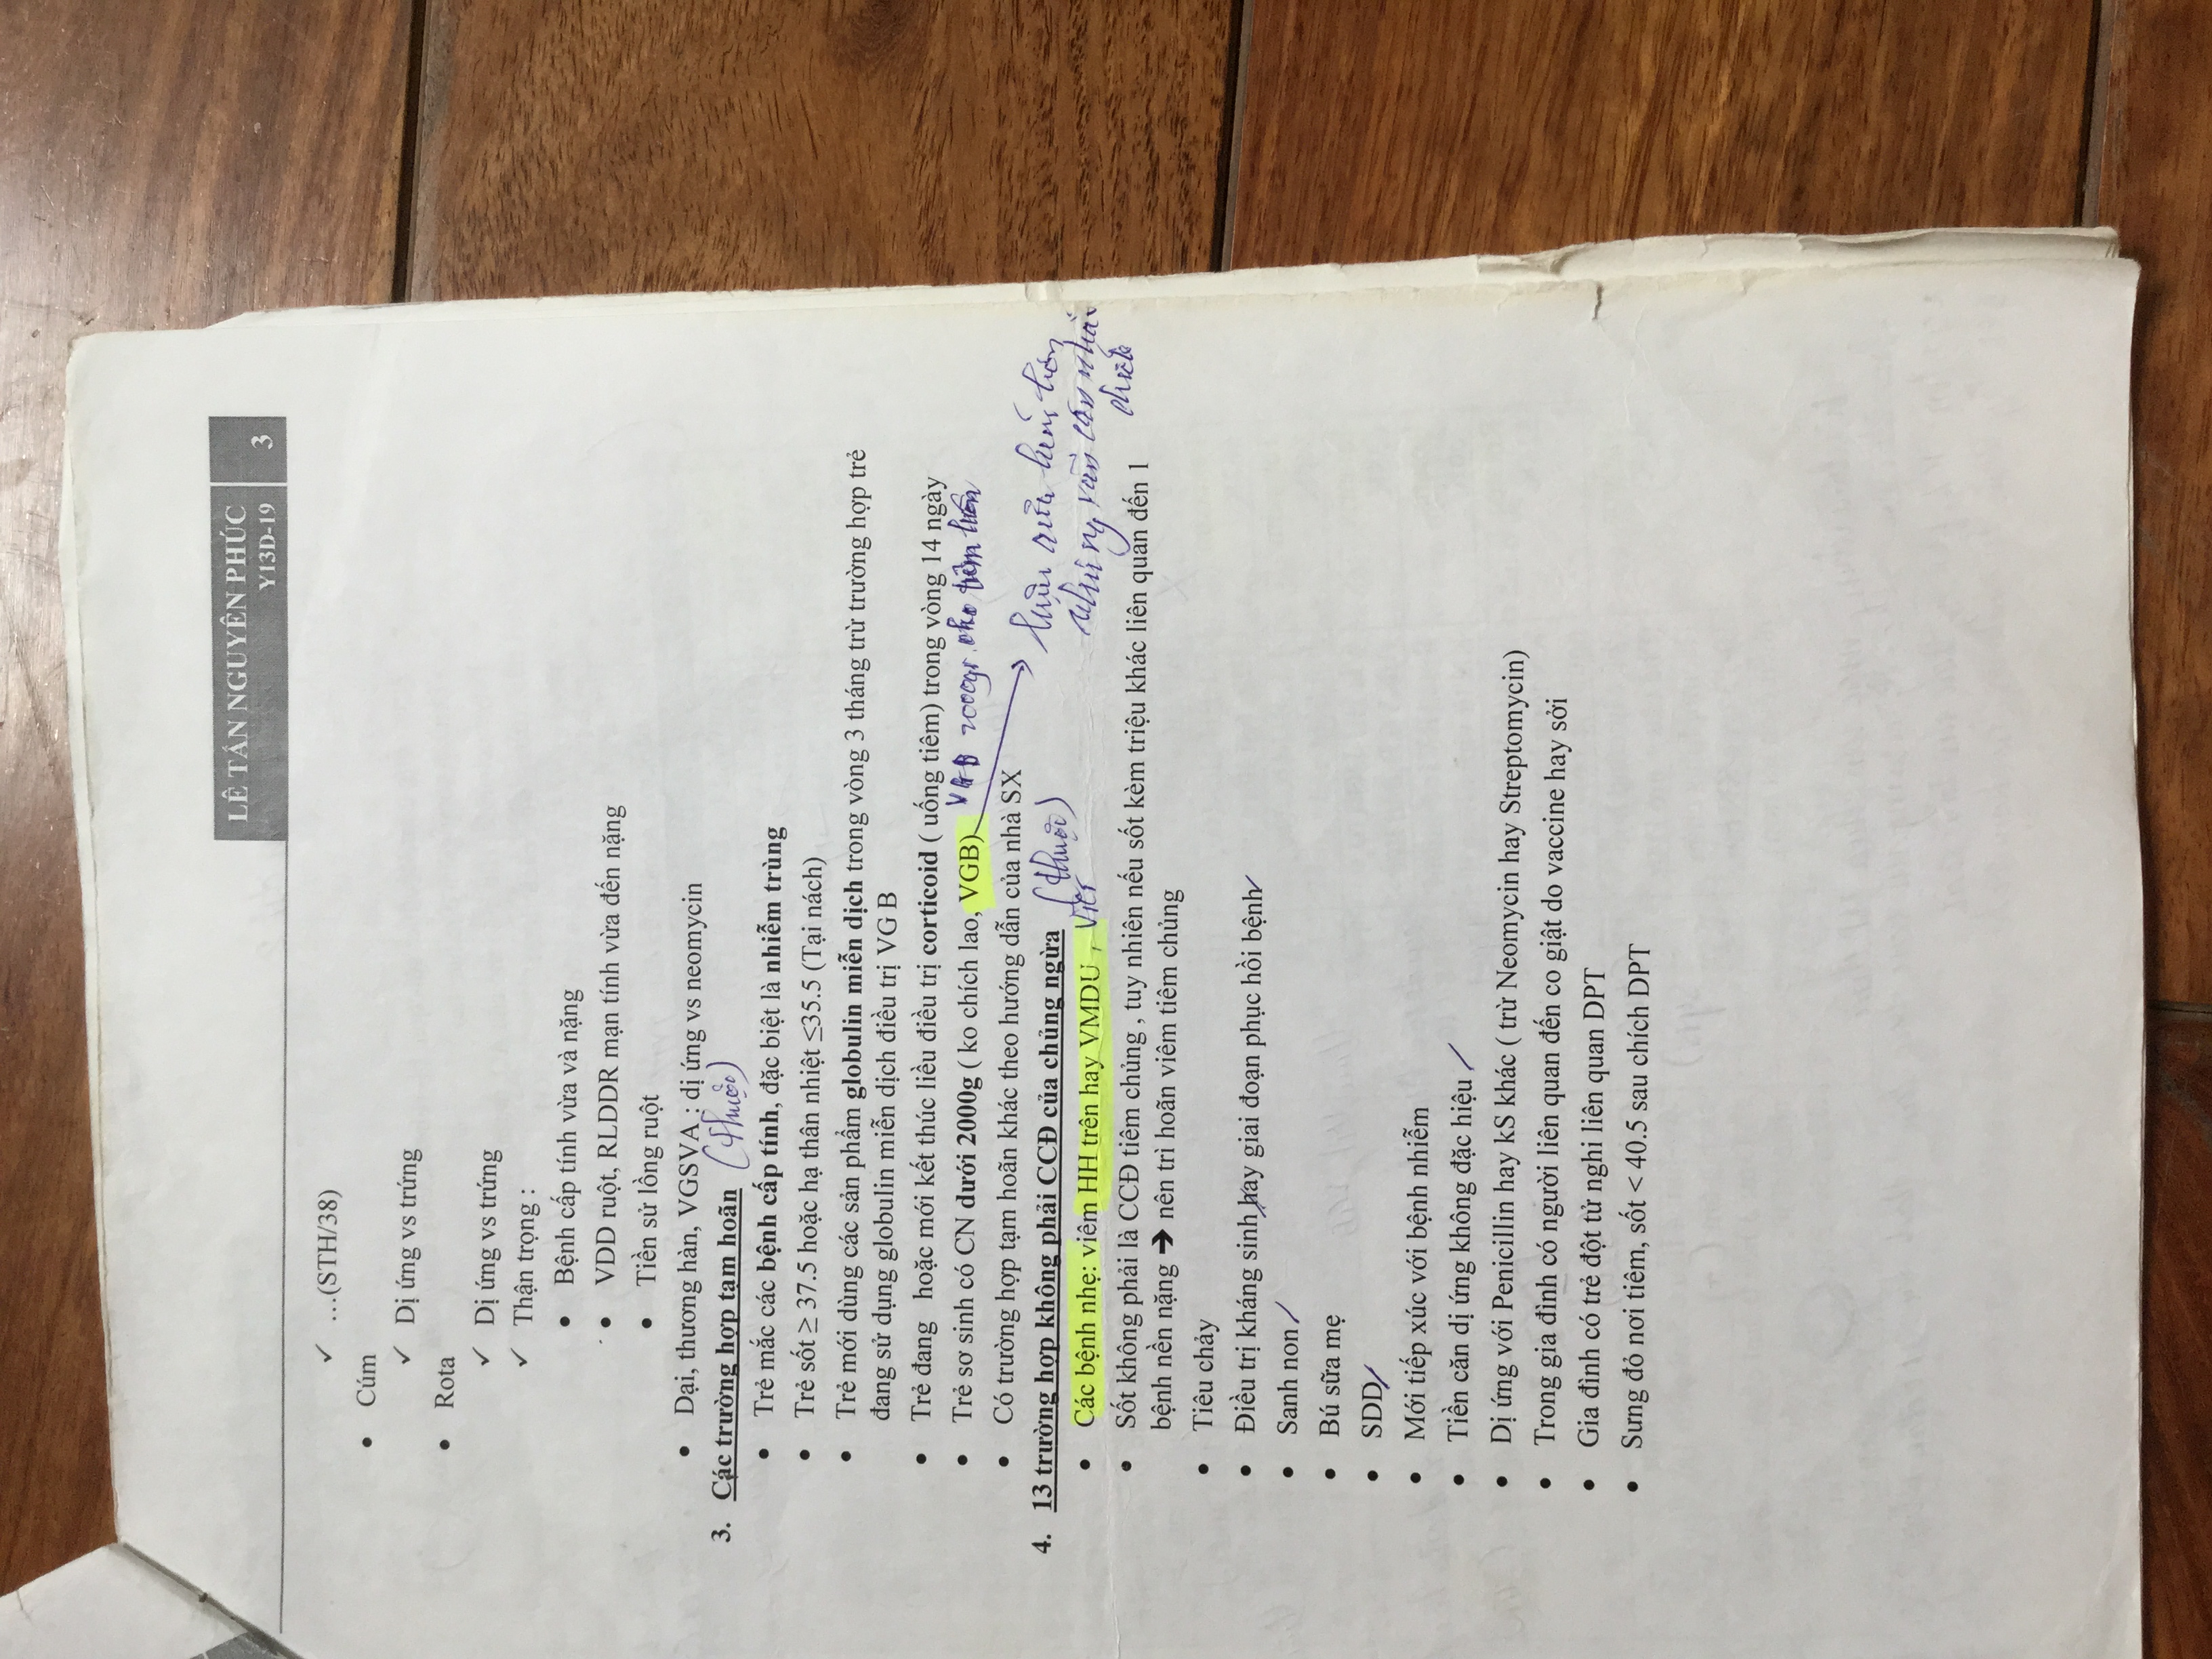 LÊ TẤN NGUYÊN PHÚC
Y13D-19
3
✓ …(STH/38)
• Cúm
✓ Dị ứng vs trứng
• Rota
✓ Dị ứng vs trứng
✓ Thận trọng :
• Bệnh cấp tính vừa và nặng
• VDD ruột, RLDDR mạn tính vừa đến nặng
• Tiền sử lồng ruột
• Dại, thương hàn, VGSVA : dị ứng vs neomycin
3. Các trường hợp tạm hoãn (thuộc)
• Trẻ mắc các bệnh cấp tính, đặc biệt là nhiễm trùng
• Trẻ sốt ≥ 37.5 hoặc hạ thân nhiệt ≤35.5 (Tại nách)
• Trẻ mới dùng các sản phẩm globulin miễn dịch trong vòng 3 tháng trừ trường hợp trẻ
đang sử dụng globulin miễn dịch điều trị VG B
• Trẻ đang hoặc mới kết thúc liều điều trị corticoid ( uống tiêm) trong vòng 14 ngày
• Trẻ sơ sinh có CN dưới 2000g ( ko chích lao, VGB) VGB 2000gr
• Có trường hợp tạm hoãn khác theo hướng dẫn của nhà SX
4. 13 trường hợp không phải CCĐ của chủng ngừa (thuộc)
• Các bệnh nhẹ: viêm HH trên hay VMDU ,
nhưng vẫn
• Sốt không phải là CCĐ tiêm chủng , tuy nhiên nếu sốt kèm triệu khác liên quan đến 1
bệnh nền nặng ➔ nên trì hoãn viêm tiêm chủng
• Tiêu chảy
• Điều trị kháng sinh hay giai đoạn phục hồi bệnh
• Sanh non
• Bú sữa mẹ
• SDD
• Mới tiếp xúc với bệnh nhiễm
• Tiền căn dị ứng không đặc hiệu
• Dị ứng với Penicillin hay kS khác ( trừ Neomycin hay Streptomycin)
• Trong gia đình có người liên quan đến co giật do vaccine hay sởi
• Gia đình có trẻ đột tử nghi liên quan DPT
• Sưng đỏ nơi tiêm, sốt < 40.5 sau chích DPT